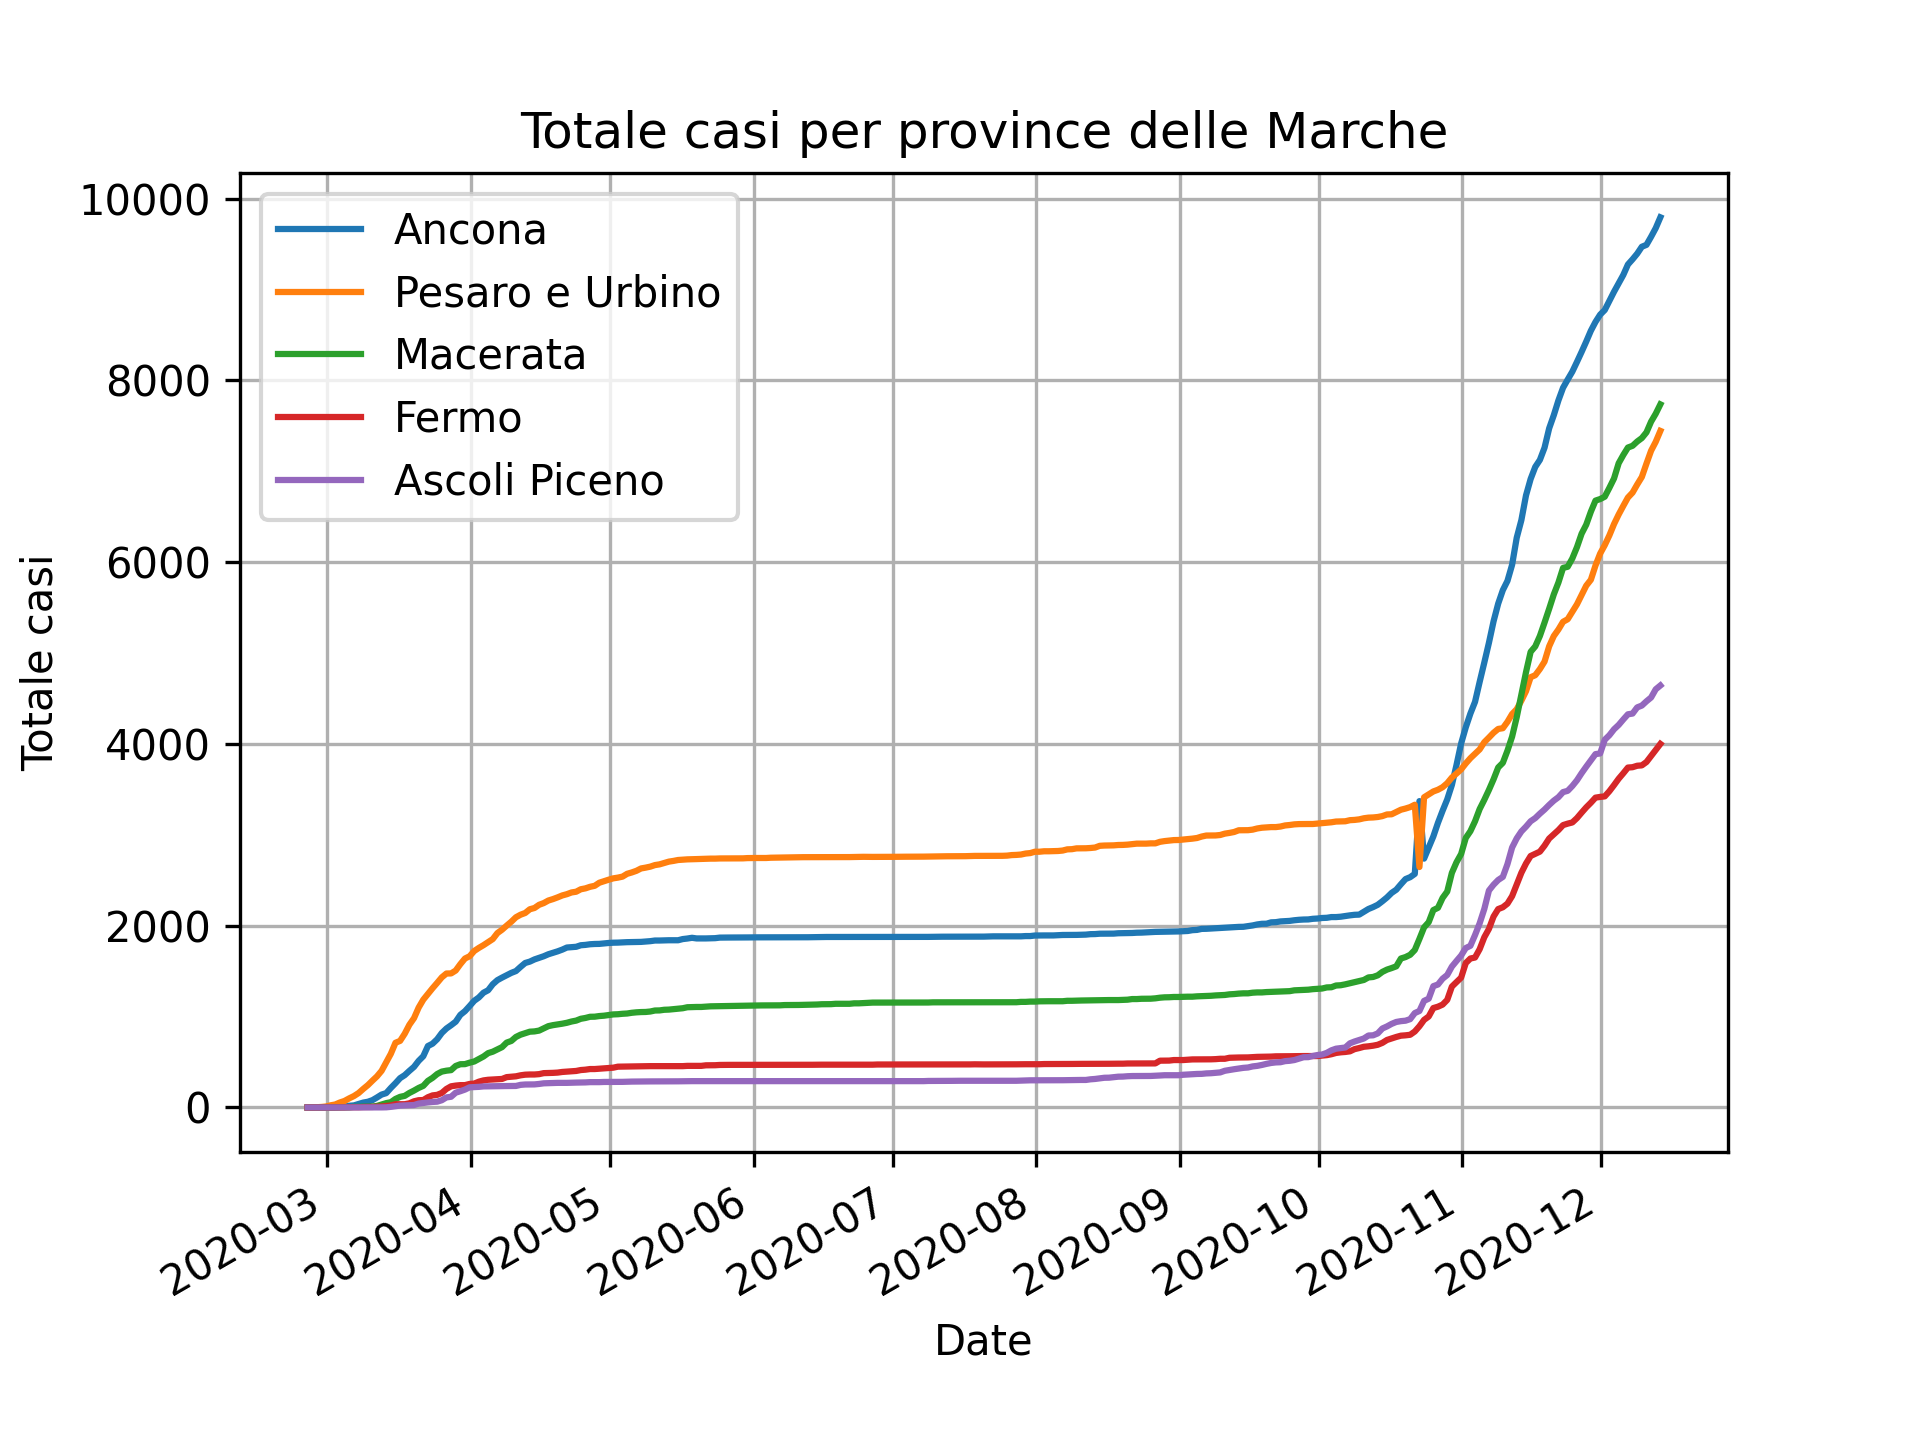 Totale casi per province delle Marche
10000
8000
6000
4000
2000
0
Totale casi
Ancona
Pesaro e Urbino
Macerata
Fermo
Ascoli Piceno
2020-03
2020-04
2020-05
2020-06
2020-07
2020-08
2020-09
2020-10
2020-11
2020-12
Date